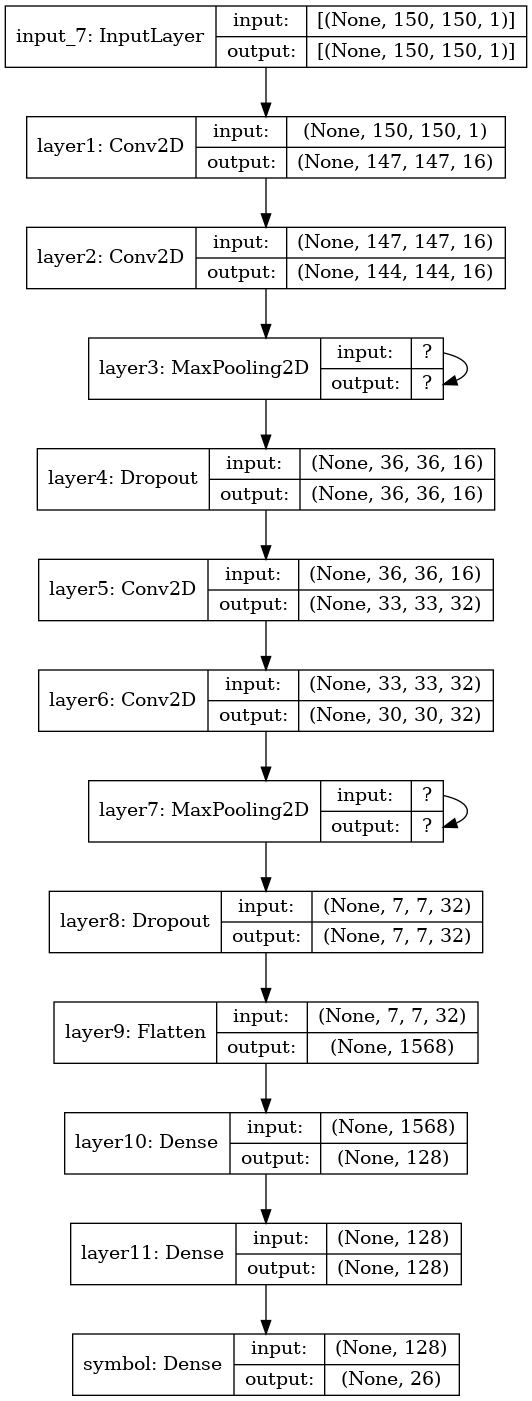 input_7: InputLayer
input:
[(None, 150, 150, 1)]
output:
[(None, 150, 150, 1)]
layer1: Conv2D
input:
(None, 150, 150, 1)
output:
(None, 147, 147, 16)
layer2: Conv2D
input:
(None, 147, 147, 16)
output:
(None, 144, 144, 16)
layer3: MaxPooling2D
input:
?
output:
?
layer4: Dropout
input:
(None, 36, 36, 16)
output:
(None, 36, 36, 16)
layer5: Conv2D
input:
(None, 36, 36, 16)
output:
(None, 33, 33, 32)
layer6: Conv2D
input:
(None, 33, 33, 32)
output:
(None, 30, 30, 32)
layer7: MaxPooling2D
input:
?
output:
?
layer8: Dropout
input:
(None, 7, 7, 32)
output:
(None, 7, 7, 32)
layer9: Flatten
input:
(None, 7, 7, 32)
output:
(None, 1568)
layer10: Dense
input:
(None, 1568)
output:
(None, 128)
layer11: Dense
input:
(None, 128)
output:
(None, 128)
symbol: Dense
input:
(None, 128)
output:
(None, 26)